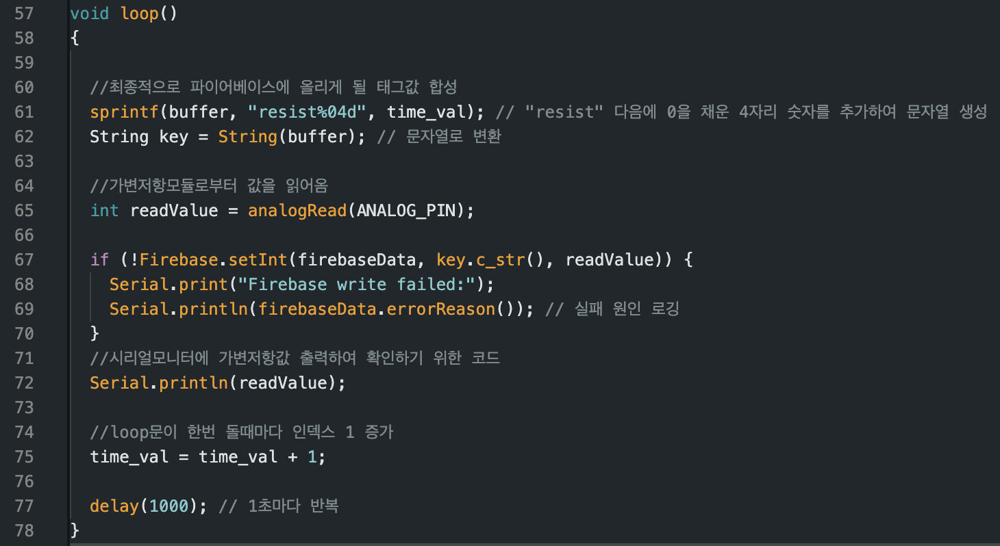 57 void loop()
58 {
59
60 //최종적으로 파이어베이스에 올리게 될 태그값 합성
61 sprintf(buffer, "resist%04d", time_val); // "resist" 다음에 0을 채운 4자리 숫자를 추가하여 문자열 생성
62 String key = String(buffer); // 문자열로 변환
63
64 //가변저항모듈로부터 값을 읽어옴
65 int readValue = analogRead(ANALOG_PIN);
66
67 if (!Firebase.setInt(firebaseData, key.c_str(), readValue)) {
68 Serial.print("Firebase write failed:");
69 Serial.println(firebaseData.errorReason()); // 실패 원인 로깅
70 }
71 //시리얼모니터에 가변저항값 출력하여 확인하기 위한 코드
72 Serial.println(readValue);
73
74 //loop문이 한번 돌때마다 인덱스 1 증가
75 time_val = time_val + 1;
76
77 delay(1000); // 1초마다 반복
78 }